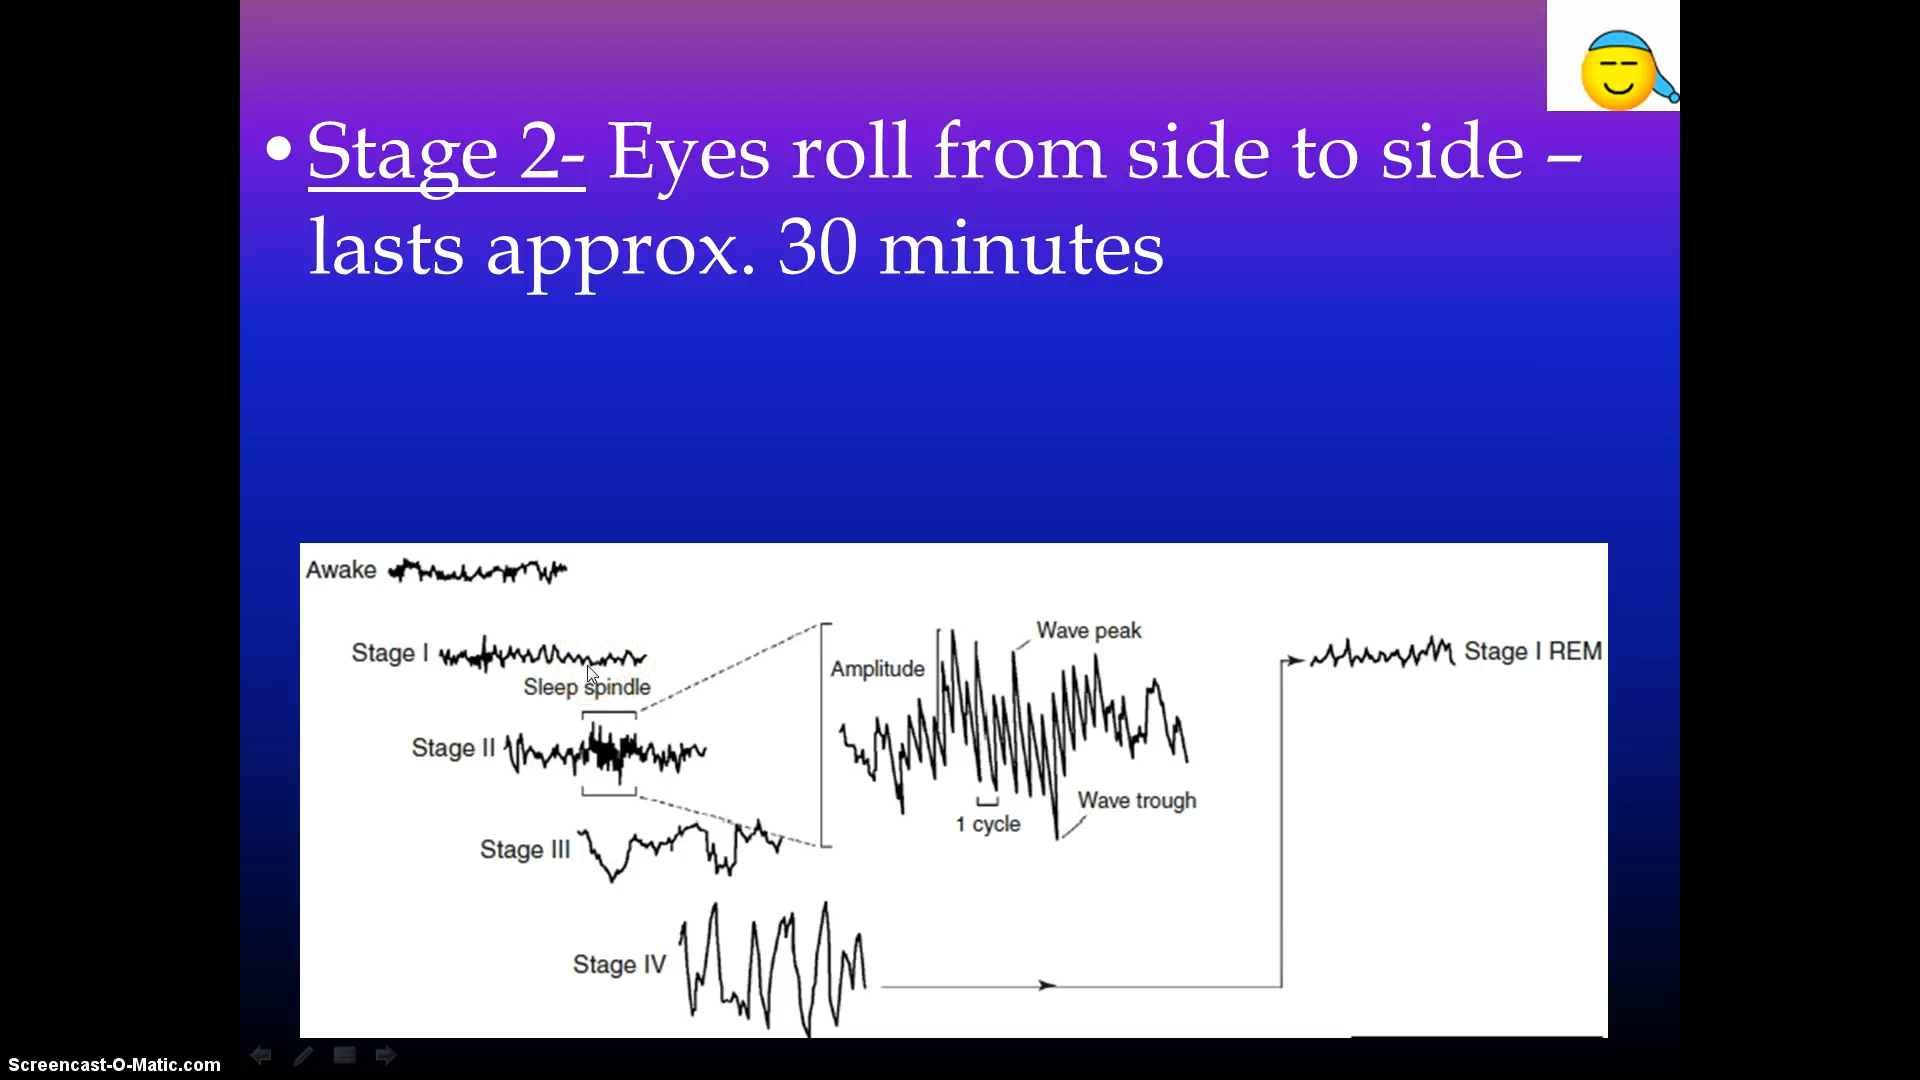 • Stage 2- Eyes roll from side to side –
lasts approx. 30 minutes
Awake
Stage I
Sleep spindle
Stage II
Stage III
Stage IV
Amplitude
Wave peak
1 cycle
Wave trough
Stage I REM
Screencast-O-Matic.com